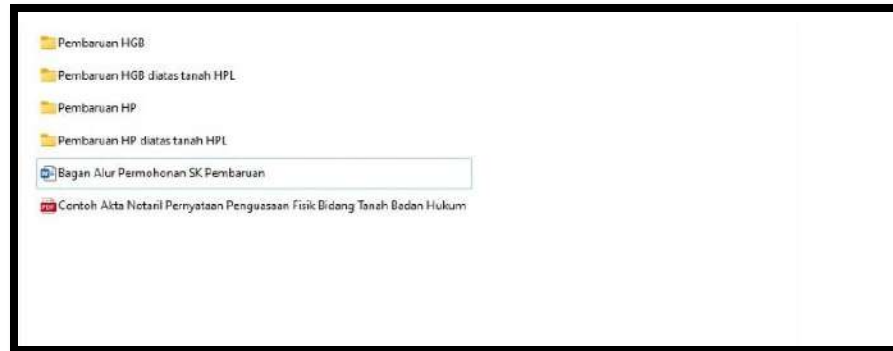 Pembaruan HGB
Pembaruan HGB diatas tanah HPL
Pembaruan HP
Pembaruan HP diatas tanah HPL
Bagan Alur Permohonan SK Pembaruan
Contoh Akta Notaril Pernyataan Penguasaan Fisik Bidang Tanah Badan Hukum